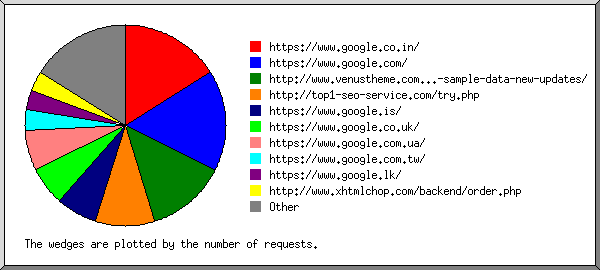 https://www.google.co.in/
https://www.google.com/
http://www.venustheme.com...-sample-data-new-updates/
http://top1-seo-service.com/try.php
https://www.google.is/
https://www.google.co.uk/
https://www.google.com.ua/
https://www.google.com.tw/
https://www.google.lk/
http://www.xhtmlchop.com/backend/order.php
Other
The wedges are plotted by the number of requests.